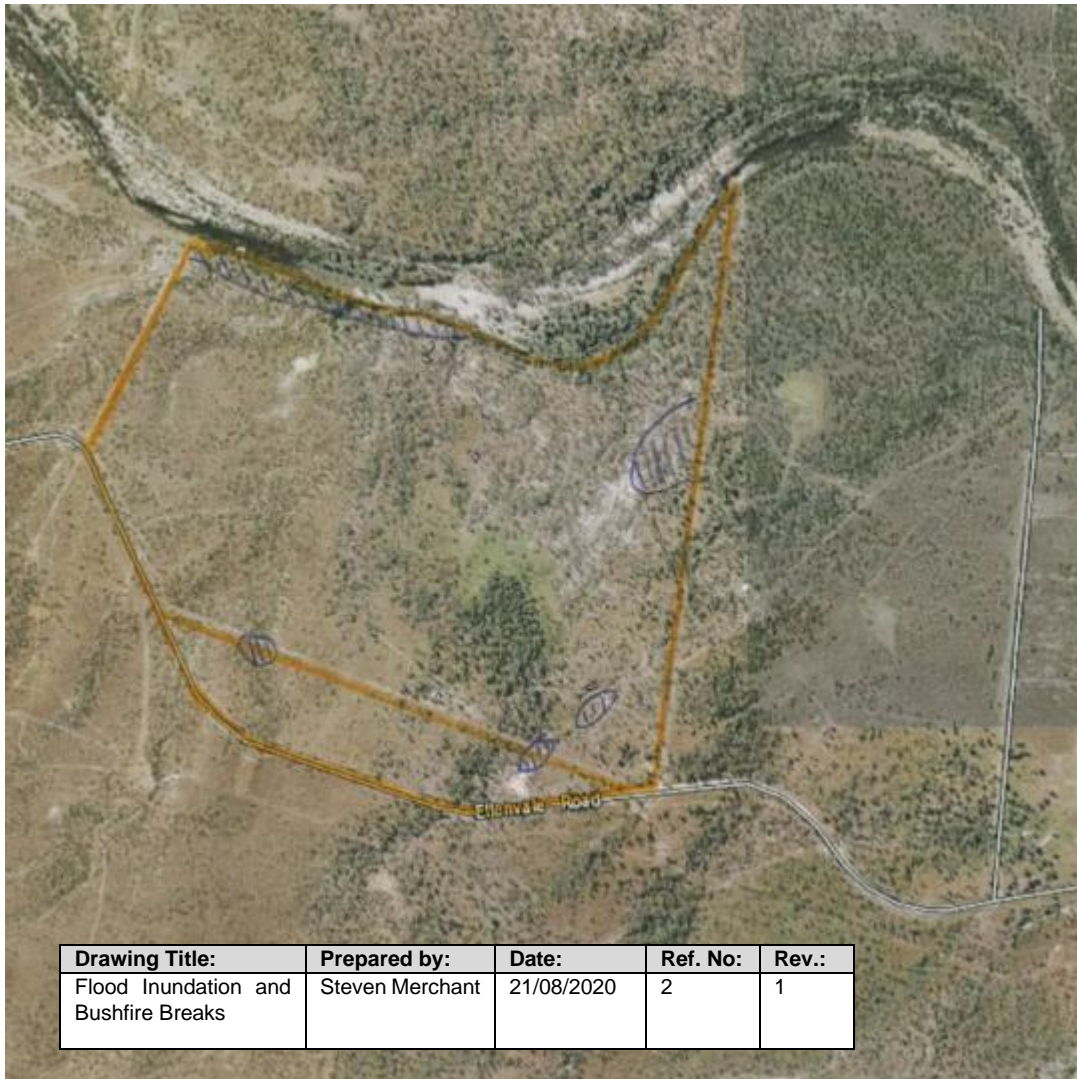 Ellenvale Road
Drawing Title: Prepared by: Date: Ref. No: Rev.:
Flood Inundation and Steven Merchant 21/08/2020 2 1
Bushfire Breaks